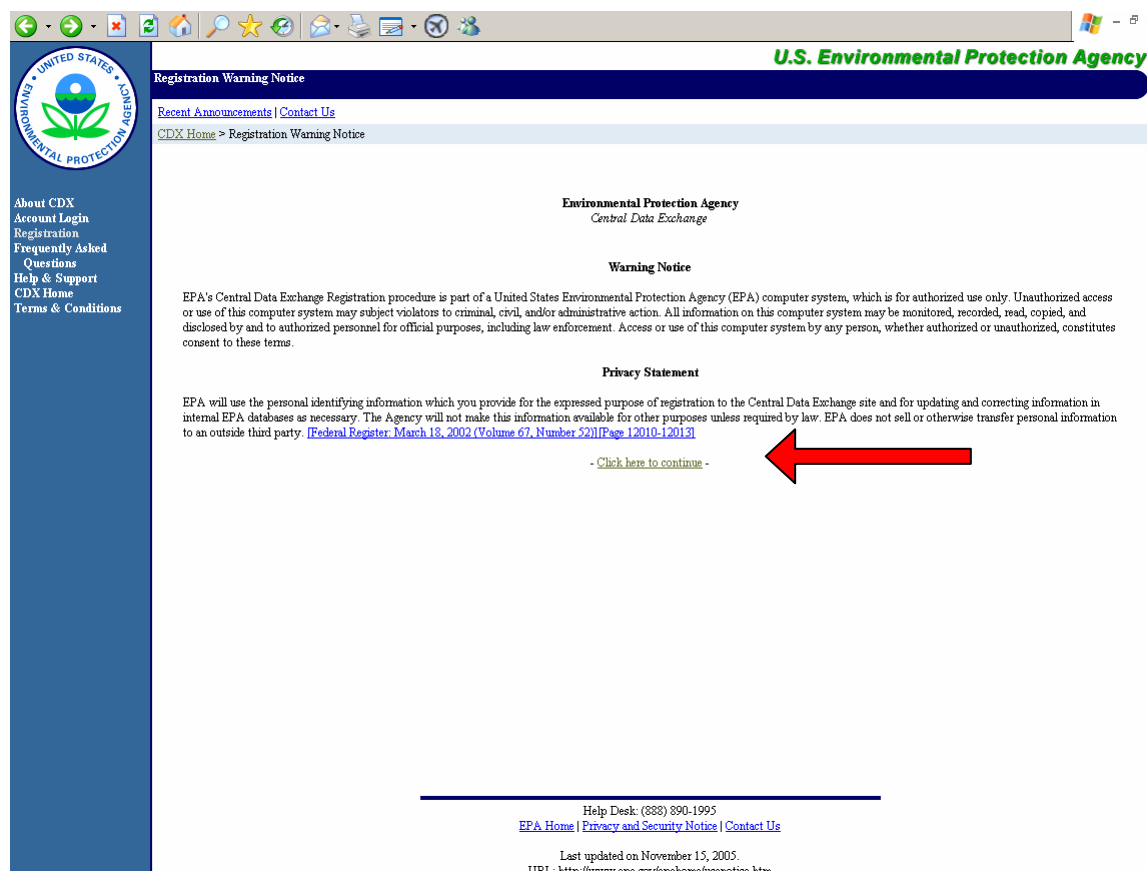 U.S. Environmental Protection Agency
UNITED STATES
ENVIRONMENTAL PROTECTION AGENCY
Registration Warning Notice
Recent Announcements | Contact Us
CDX Home > Registration Warning Notice
About CDX
Account Login
Registration
Frequently Asked
Questions
Help & Support
CDX Home
Terms & Conditions
Environmental Protection Agency
Central Data Exchange
Warning Notice
EPA's Central Data Exchange Registration procedure is part of a United States Environmental Protection Agency (EPA) computer system, which is for authorized use only. Unauthorized access
or use of this computer system may subject violators to criminal, civil, and/or administrative action. All information on this computer system may be monitored, recorded, read, copied, and
disclosed by and to authorized personnel for official purposes, including law enforcement. Access or use of this computer system by any person, whether authorized or unauthorized, constitutes
consent to these terms.
Privacy Statement
EPA will use the personal identifying information which you provide for the expressed purpose of registration to the Central Data Exchange site and for updating and correcting information in
internal EPA databases as necessary. The Agency will not make this information available for other purposes unless required by law. EPA does not sell or otherwise transfer personal information
to an outside third party. [Federal Register: March 18, 2002 (Volume 67, Number 52)][Page 12010-12013]
- Click here to continue -
Help Desk: (888) 890-1995
EPA Home | Privacy and Security Notice | Contact Us
Last updated on November 15, 2005.
URL: http://www.epa.gov/epahome/usenotice.htm